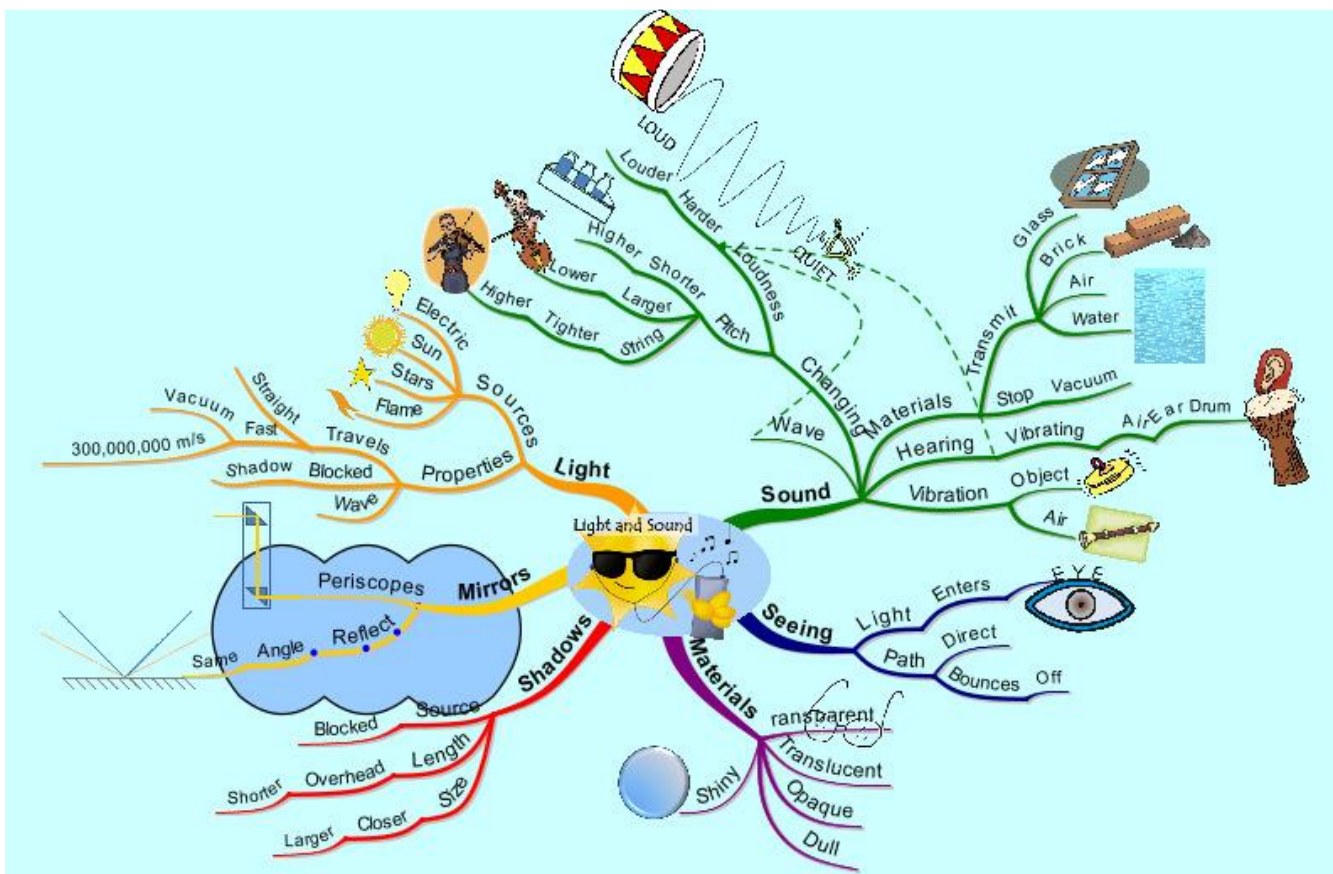 Light and Sound
Light
Sources
Electric
Sun
Stars
Flame
Properties
Travels
Straight
Fast
Vacuum
300,000,000 m/s
Blocked
Shadow
Wave
Mirrors
Periscopes
Reflect
Angle
Same
Shadows
Source
Blocked
Length
Overhead
Shorter
Size
Closer
Larger
Materials
ransparent
Translucent
Opaque
Dull
Shiny
Seeing
Light
Enters
EYE
Path
Direct
Bounces Off
Sound
Changing
Loudness
Harder
Louder
LOUD
QUIET
Pitch
Shorter
Higher
Larger
Lower
String
Tighter
Higher
Wave
Materials
Transmit
Glass
Brick
Air
Water
Stop Vacuum
Hearing
Vibrating
Air
Ear Drum
Vibration
Object
Air